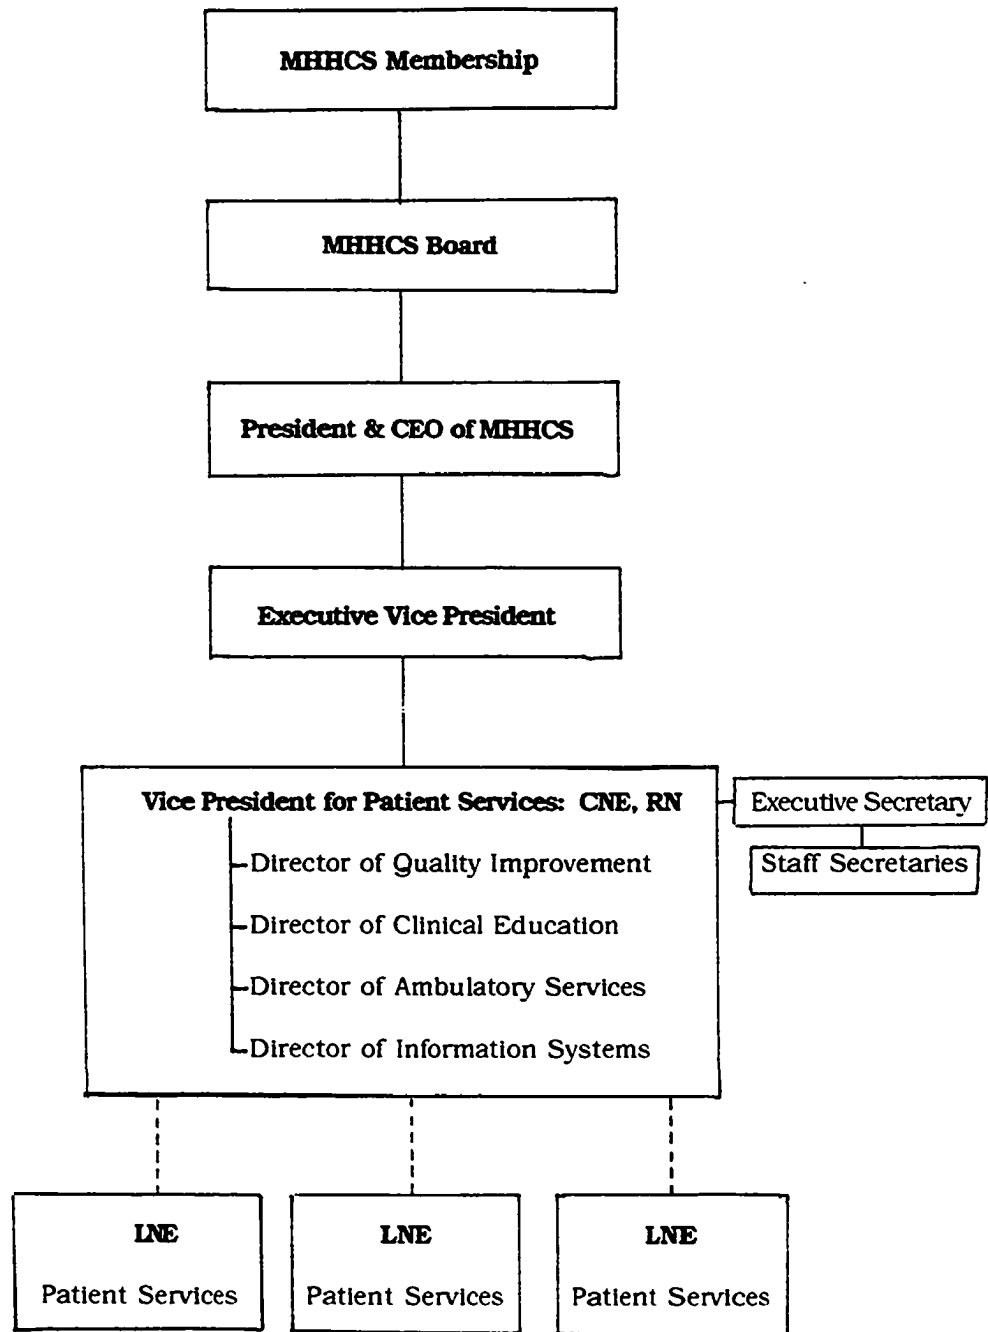 MHHCS Membership
MHHCS Board
President & CEO of MHHCS
Executive Vice President
Vice President for Patient Services: CNE, RN
Executive Secretary
Staff Secretaries
Director of Quality Improvement
Director of Clinical Education
Director of Ambulatory Services
Director of Information Systems
LNE
Patient Services
LNE
Patient Services
LNE
Patient Services